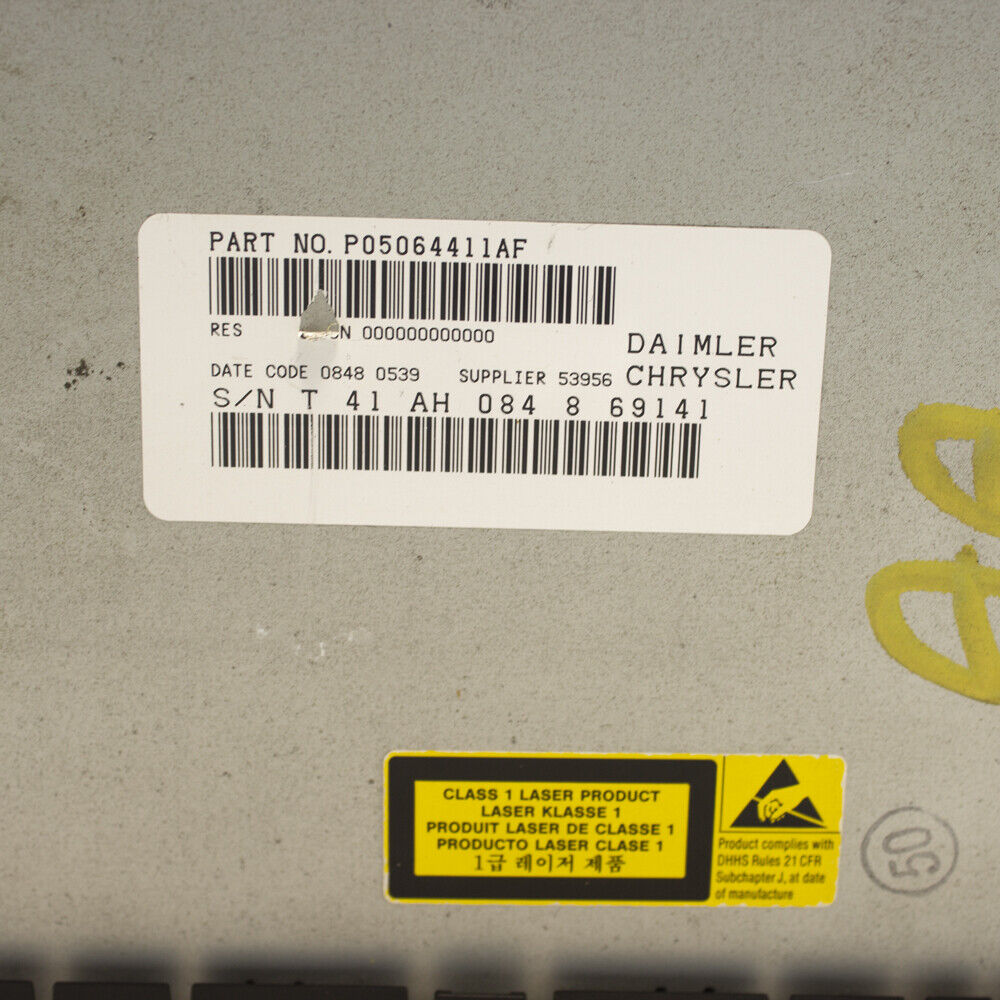 PART NO. P05064411AF
RES 000000000000
DAIMLER
CHRYSLER
DATE CODE 0848 0539 SUPPLIER 53956
S/N T 41 AH 084 8 69141
CLASS 1 LASER PRODUCT
LASER KLASSE 1
PRODUIT LASER DE CLASSE 1
PRODUCTO LASER CLASE 1
1급 레이저 제품
Product complies with
DHHS Rules 21 CFR
Subchapter J, at date
of manufacture
50